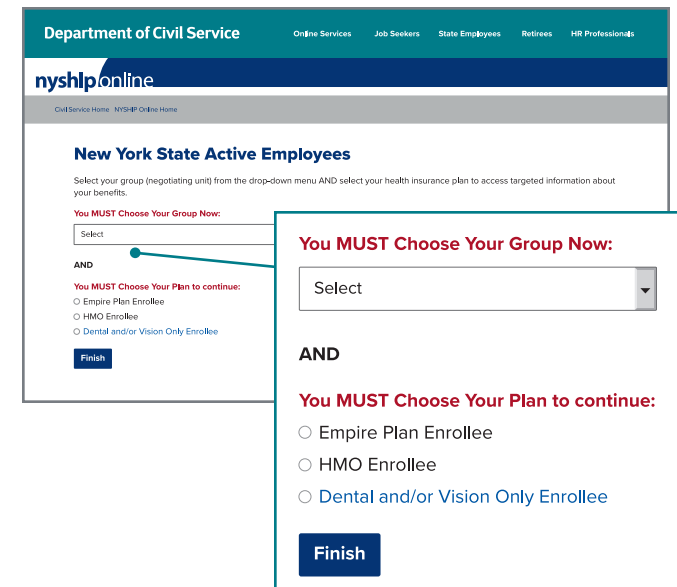 Department of Civil Service
Online Services Job Seekers State Employees Retirees HR Professionals
nyship online
Civil Service Home NYSHIP Online Home
New York State Active Employees
Select your group (negotiating unit) from the drop-down menu AND select your health insurance plan to access targeted information about
your benefits.
You MUST Choose Your Group Now:
Select
AND
You MUST Choose Your Plan to continue:
Empire Plan Enrollee
HMO Enrollee
Dental and/or Vision Only Enrollee
Finish
You MUST Choose Your Group Now:
Select
AND
You MUST Choose Your Plan to continue:
Empire Plan Enrollee
HMO Enrollee
Dental and/or Vision Only Enrollee
Finish